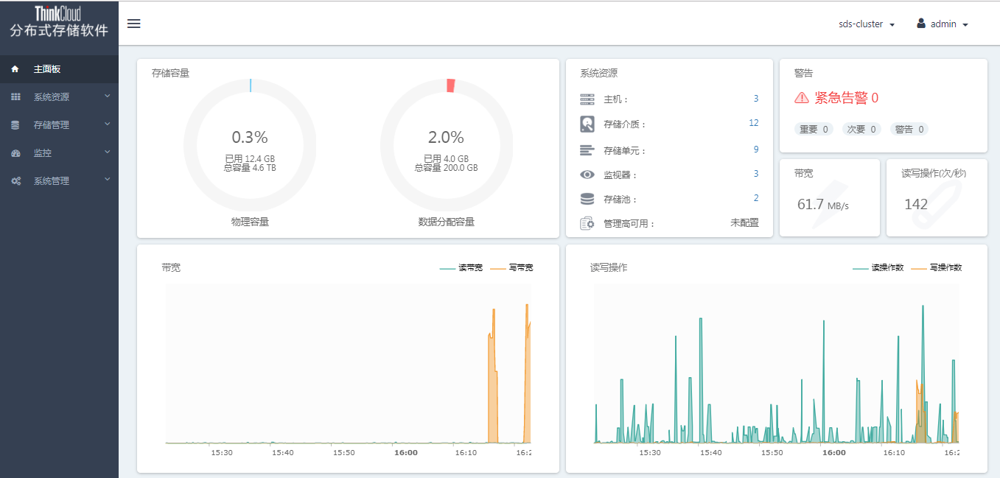 ThinkCloud
分布式存储软件
sds-cluster
admin
主面板
系统资源
存储管理
监控
系统管理
存储容量
0.3%
已用 12.4 GB
总容量 4.6 TB
物理容量
2.0%
已用 4.0 GB
总容量 200.0 GB
数据分配容量
系统资源
主机： 3
存储介质： 12
存储单元： 9
监视器： 3
存储池： 2
管理高可用： 未配置
警告
紧急告警 0
重要 0 次要 0 警告 0
带宽
61.7 MB/s
读写操作(次/秒)
142
带宽
读带宽 写带宽
15:30 15:40 15:50 16:00 16:10 16:2
读写操作
读操作数 写操作数
15:30 15:40 15:50 16:00 16:10 16:2